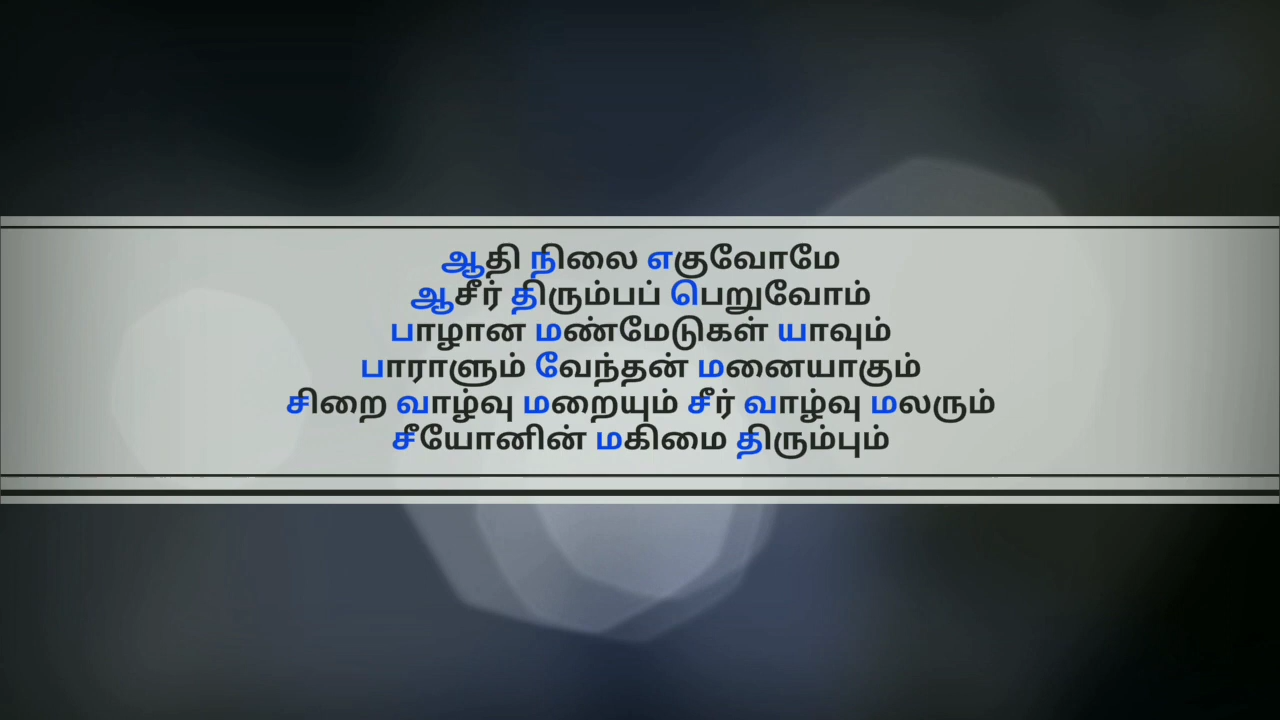 ஆதி நிலை எகுவோமே
ஆசீர் திரும்பப் பெறுவோம்
பாழான மண்மேடுகள் யாவும்
பாராளும் வேந்தன் மனையாகும்
சிறை வாழ்வு மறையும் சீர் வாழ்வு மலரும்
சீயோனின் மகிமை திரும்பும்